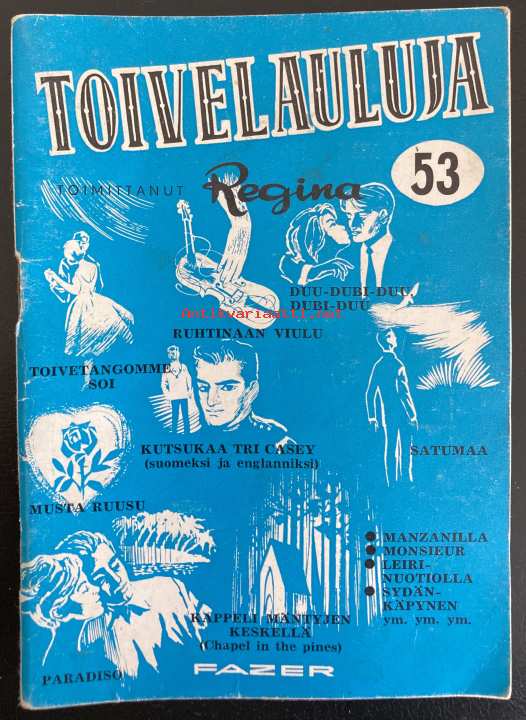 TOIVELAULUJA
TOIMITTANUT Regina 53
DUU-DUBI-DUU
DUBI-DUU
antikvariaatti.net
RUHTINAAN VIULU
TOIVETANGOMME
SOI
KUTSUKAA TRI CASEY
(suomeksi ja englanniksi)
SATUMAA
MUSTA RUUSU
● MANZANILLA
● MONSIEUR
● LEIRI-
NUOTIOLLA
● SYDÄN-
KÄPYNEN
ym. ym. ym.
KAPPELI MÄNTYJEN
KESKELLÄ
(Chapel in the pines)
PARADISO
FAZER